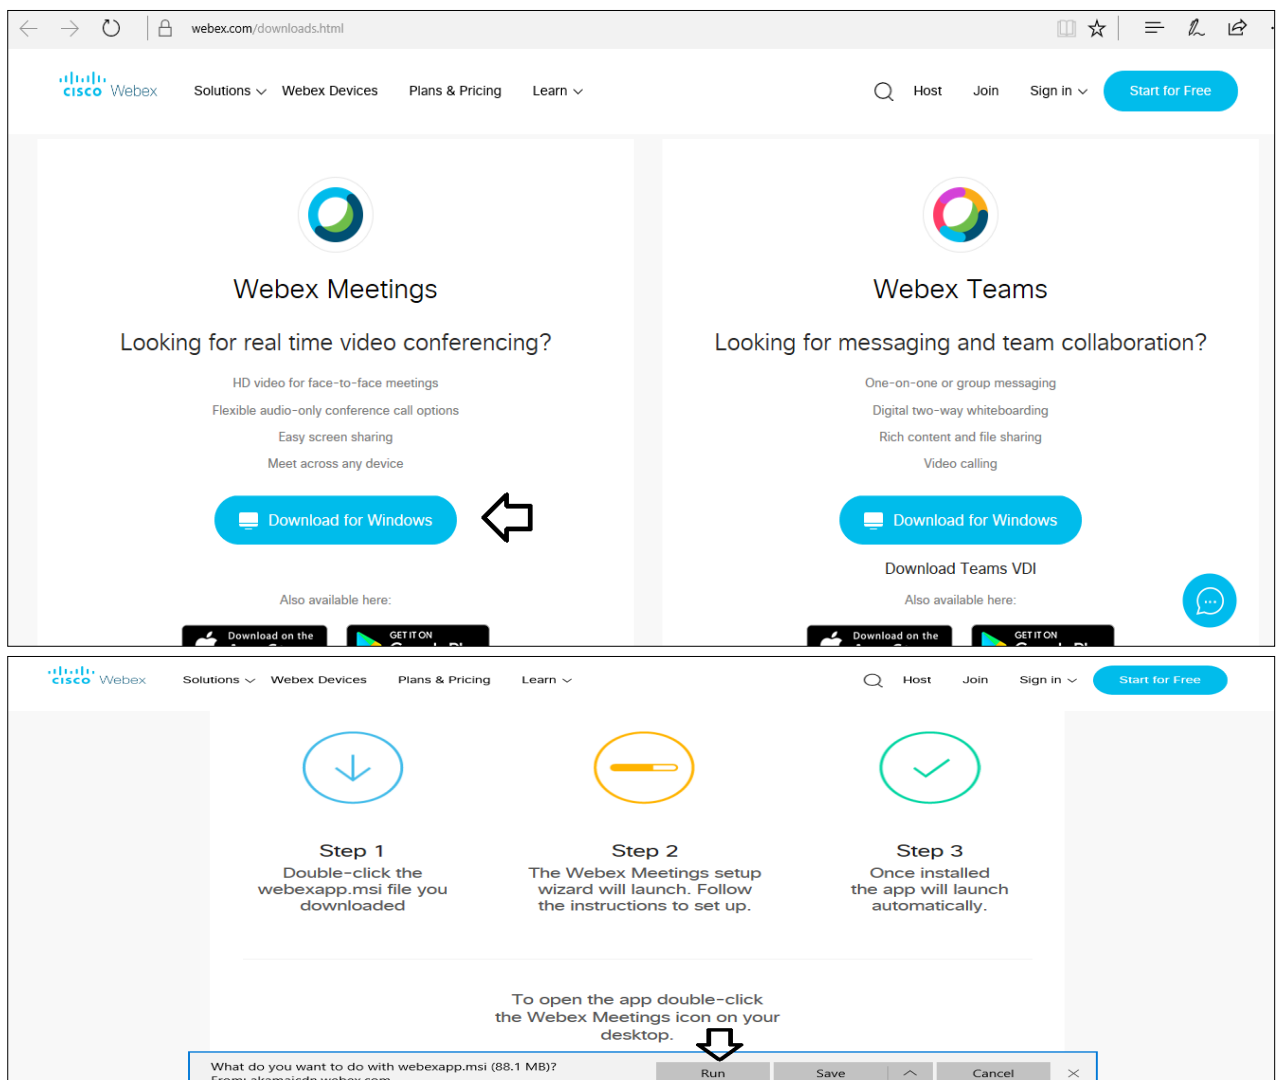 webex.com/downloads.html
cisco Webex Solutions Webex Devices Plans & Pricing Learn Host Join Sign in Start for Free
Webex Meetings
Looking for real time video conferencing?
HD video for face-to-face meetings
Flexible audio-only conference call options
Easy screen sharing
Meet across any device
Download for Windows
Also available here:
Download on the
GET IT ON
Webex Teams
Looking for messaging and team collaboration?
One-on-one or group messaging
Digital two-way whiteboarding
Rich content and file sharing
Video calling
Download for Windows
Download Teams VDI
Also available here:
Download on the
GET IT ON
cisco Webex Solutions Webex Devices Plans & Pricing Learn Host Join Sign in Start for Free
Step 1
Double-click the
webexapp.msi file you
downloaded
Step 2
The Webex Meetings setup
wizard will launch. Follow
the instructions to set up.
Step 3
Once installed
the app will launch
automatically.
To open the app double-click
the Webex Meetings icon on your
desktop.
What do you want to do with webexapp.msi (88.1 MB)?
From: akamaicdn.webex.com
Run Save Cancel